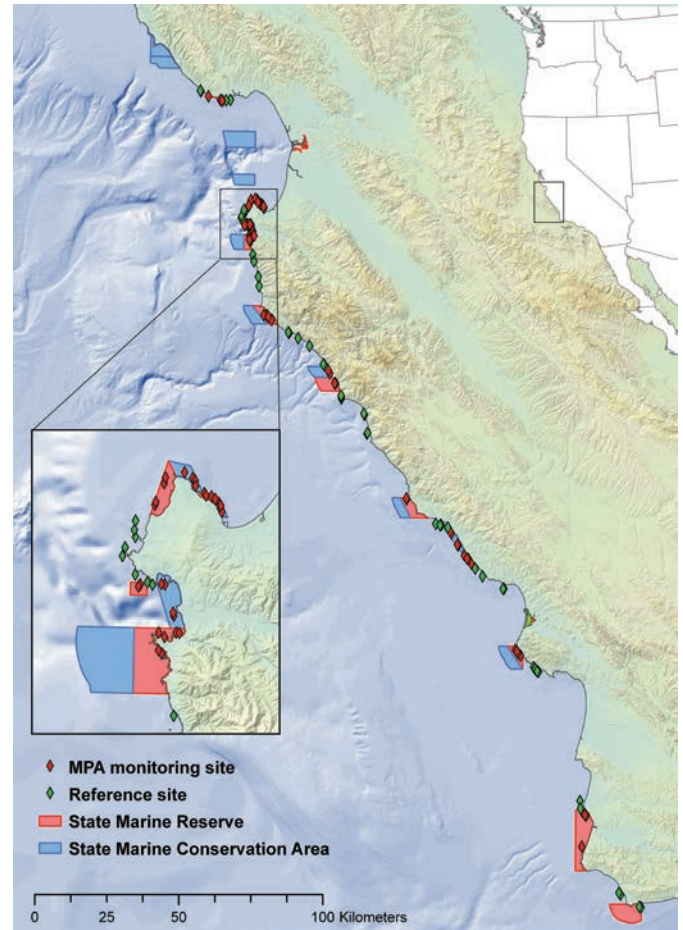 MPA monitoring site
Reference site
State Marine Reserve
State Marine Conservation Area
0 25 50 100 Kilometers